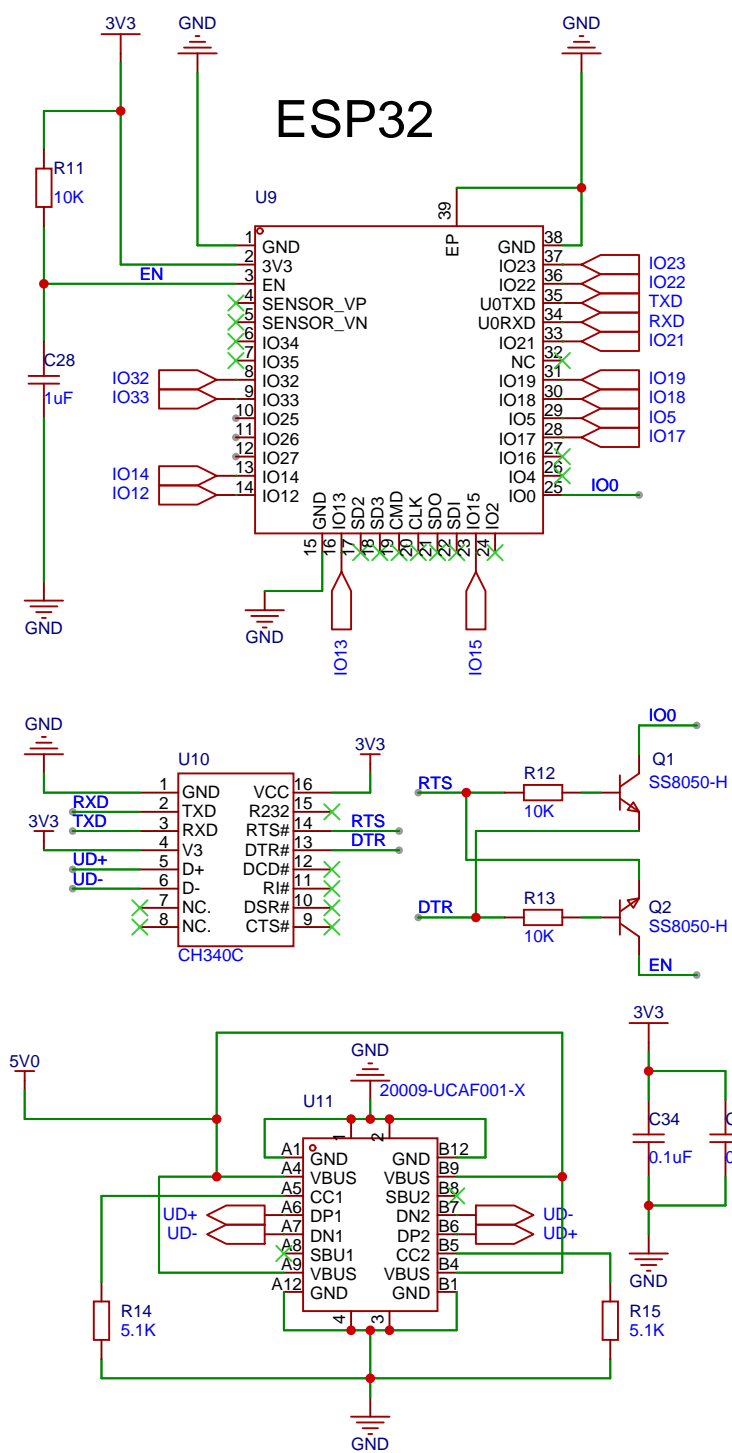 3V3
GND
GND
ESP32
R11
10K
U9
39
EP
1 GND
2 3V3
EN
3 EN
4 SENSOR_VP
5 SENSOR_VN
6 IO34
7 IO35
IO32 8 IO32
IO33 9 IO33
10 IO25
11 IO26
12 IO27
IO14 13 IO14
IO12 14 IO12
C28
1uF
GND
GND 38
IO23 37 IO23
IO22 36 IO22
U0TXD 35 TXD
U0RXD 34 RXD
IO21 33 IO21
NC 32
IO19 31 IO19
IO18 30 IO18
IO5 29 IO5
IO17 28 IO17
IO16 27
IO4 26
IO0 25 IO0
GND IO13 SD2 SD3 CMD CLK SDO SDI IO15 IO2
15 16 17 18 19 20 21 22 23 24
GND
IO13
IO15
GND
U10
3V3
1 GND
RXD 2 TXD
TXD 3 RXD
3V3 4 V3
UD+ 5 D+
UD- 6 D-
7 NC.
8 NC.
VCC 16
R232 15
RTS# 14 RTS
DTR# 13 DTR
DCD# 12
RI# 11
DSR# 10
CTS# 9
CH340C
IO0
RTS
R12
10K
Q1
SS8050-H
DTR
R13
10K
Q2
SS8050-H
EN
5V0
GND
U11
20009-UCAF001-X
1 2
A1 GND
A4 VBUS
A5 CC1
UD+ A6 DP1
UD- A7 DN1
A8 SBU1
A9 VBUS
A12 GND
GND B12
VBUS B9
SBU2 B8
DN2 B7 UD-
DP2 B6 UD+
CC2 B5
VBUS B4
GND B1
4 3
R14
5.1K
R15
5.1K
GND
3V3
C34
0.1uF
C
0
GND